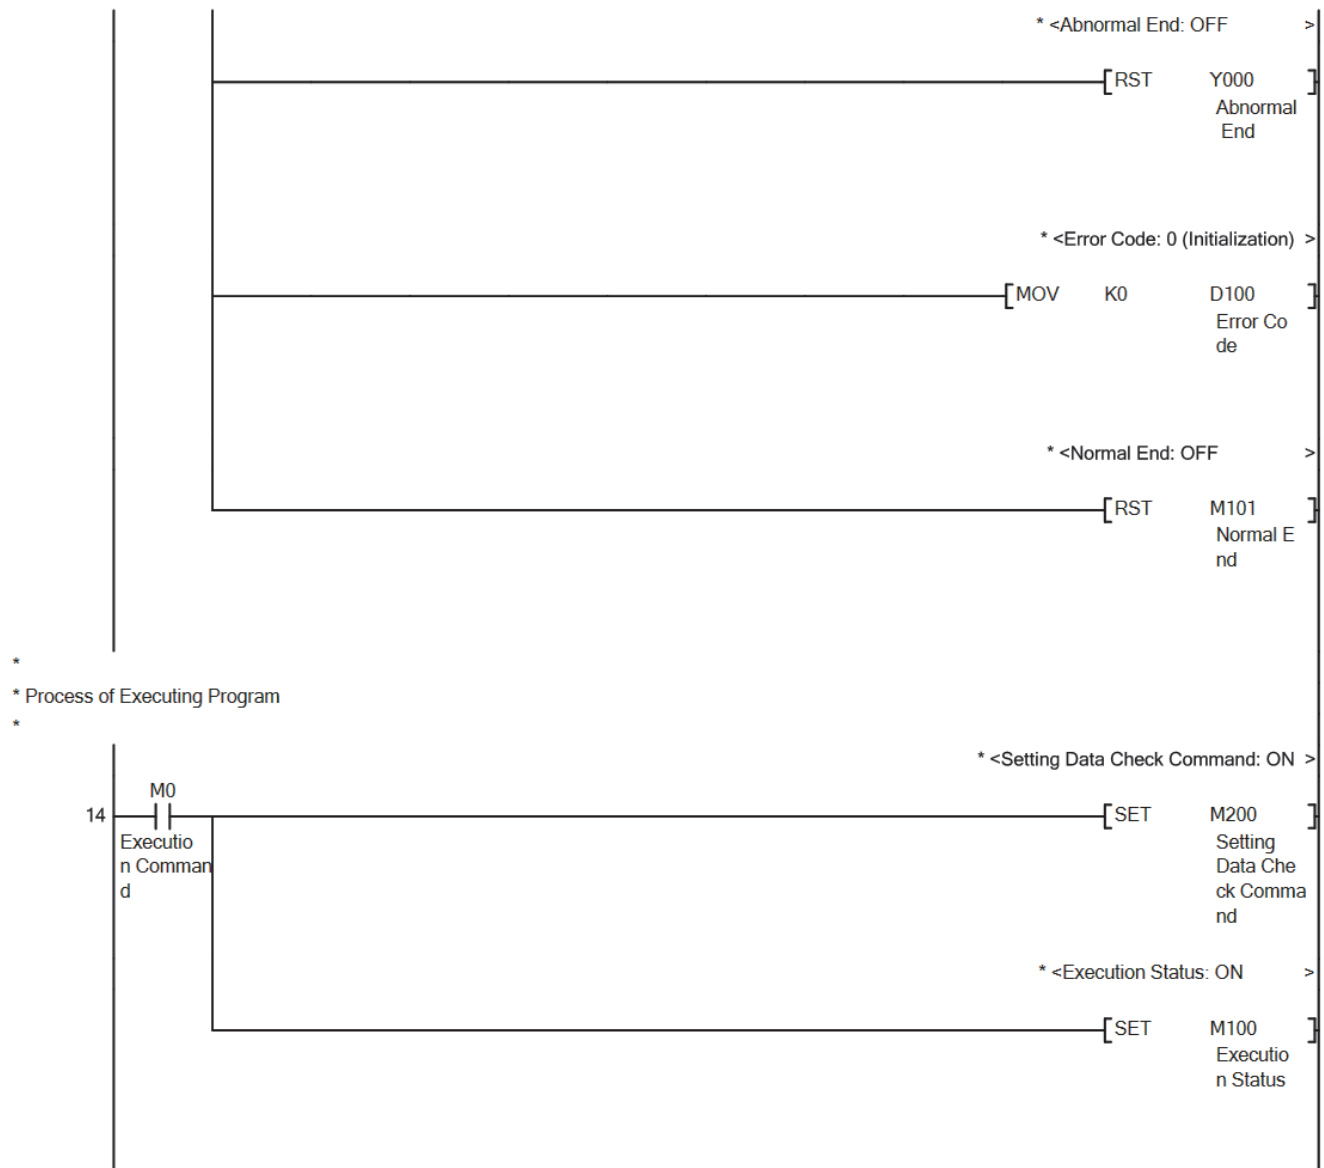 * <Abnormal End: OFF >
RST Y000
Abnormal
End
* <Error Code: 0 (Initialization) >
MOV K0 D100
Error Co
de
* <Normal End: OFF >
RST M101
Normal E
nd
*
* Process of Executing Program
*
* <Setting Data Check Command: ON >
M0
14 SET M200
Executio
n Comman
d
Setting
Data Che
ck Comma
nd
* <Execution Status: ON >
SET M100
Executio
n Status